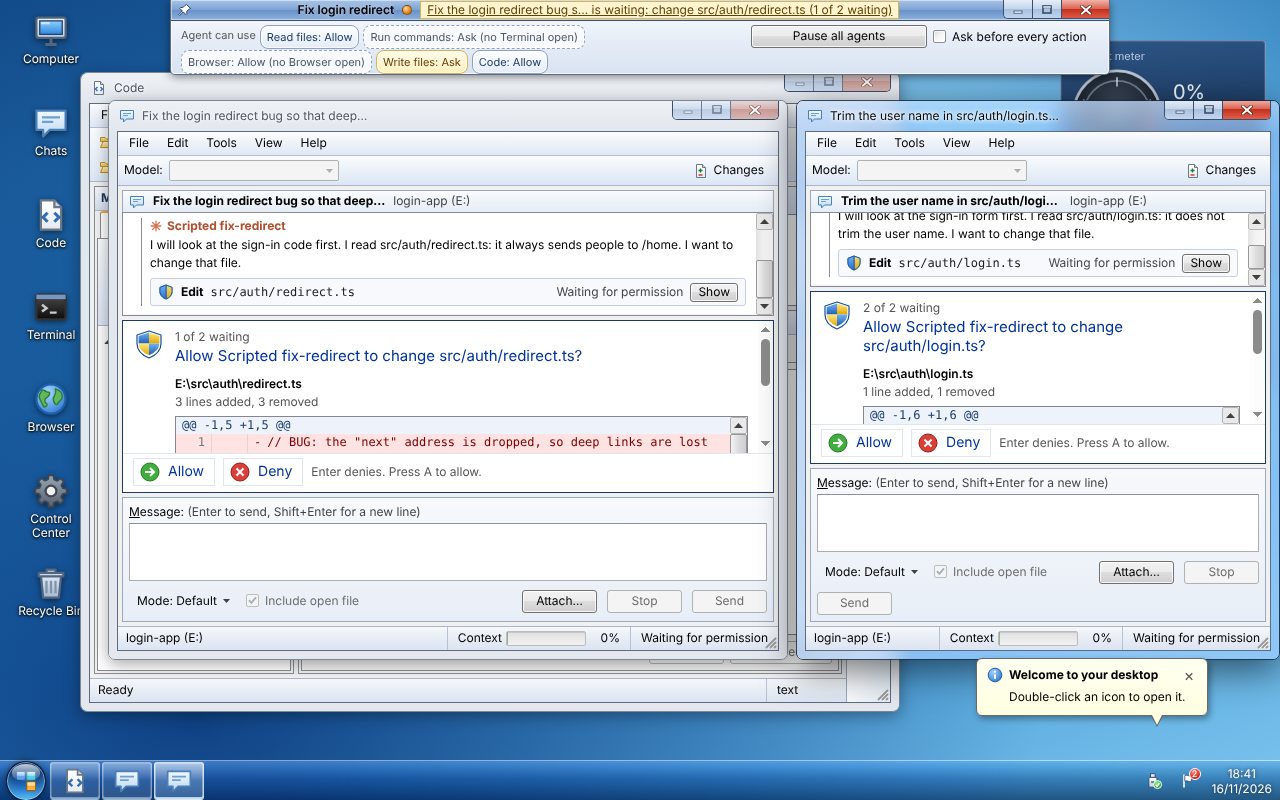 Fix login redirect
Fix the login redirect bug s... is waiting: change src/auth/redirect.ts (1 of 2 waiting)
Agent can use
Read files: Allow
Run commands: Ask (no Terminal open)
Browser: Allow (no Browser open)
Write files: Ask
Code: Allow
Pause all agents
Ask before every action
meter
0%
Computer
Chats
Code
Terminal
Browser
Control
Center
Recycle Bin
Code
Fix the login redirect bug so that deep...
File Edit Tools View Help
Model:
Changes
Fix the login redirect bug so that deep... login-app (E:)
Scripted fix-redirect
I will look at the sign-in code first. I read src/auth/redirect.ts: it always sends people to /home. I want to
change that file.
Edit src/auth/redirect.ts
Waiting for permission
Show
1 of 2 waiting
Allow Scripted fix-redirect to change src/auth/redirect.ts?
E:\src\auth\redirect.ts
3 lines added, 3 removed
@@ -1,5 +1,5 @@
1 - // BUG: the "next" address is dropped, so deep links are lost
Allow
Deny
Enter denies. Press A to allow.
Message: (Enter to send, Shift+Enter for a new line)
Mode: Default
Include open file
Attach...
Stop
Send
login-app (E:)
Context
0%
Waiting for permission
Ready
text
Trim the user name in src/auth/login.ts...
File Edit Tools View Help
Model:
Changes
Trim the user name in src/auth/logi... login-app (E:)
I will look at the sign-in form first. I read src/auth/login.ts: it does not
trim the user name. I want to change that file.
Edit src/auth/login.ts
Waiting for permission
Show
2 of 2 waiting
Allow Scripted fix-redirect to change
src/auth/login.ts?
E:\src\auth\login.ts
1 line added, 1 removed
@@ -1,6 +1,6 @@
Allow
Deny
Enter denies. Press A to allow.
Message: (Enter to send, Shift+Enter for a new line)
Mode: Default
Include open file
Attach...
Stop
Send
login-app (E:)
Context
0%
Waiting for permission
Welcome to your desktop
Double-click an icon to open it.
2
18:41
16/11/2026